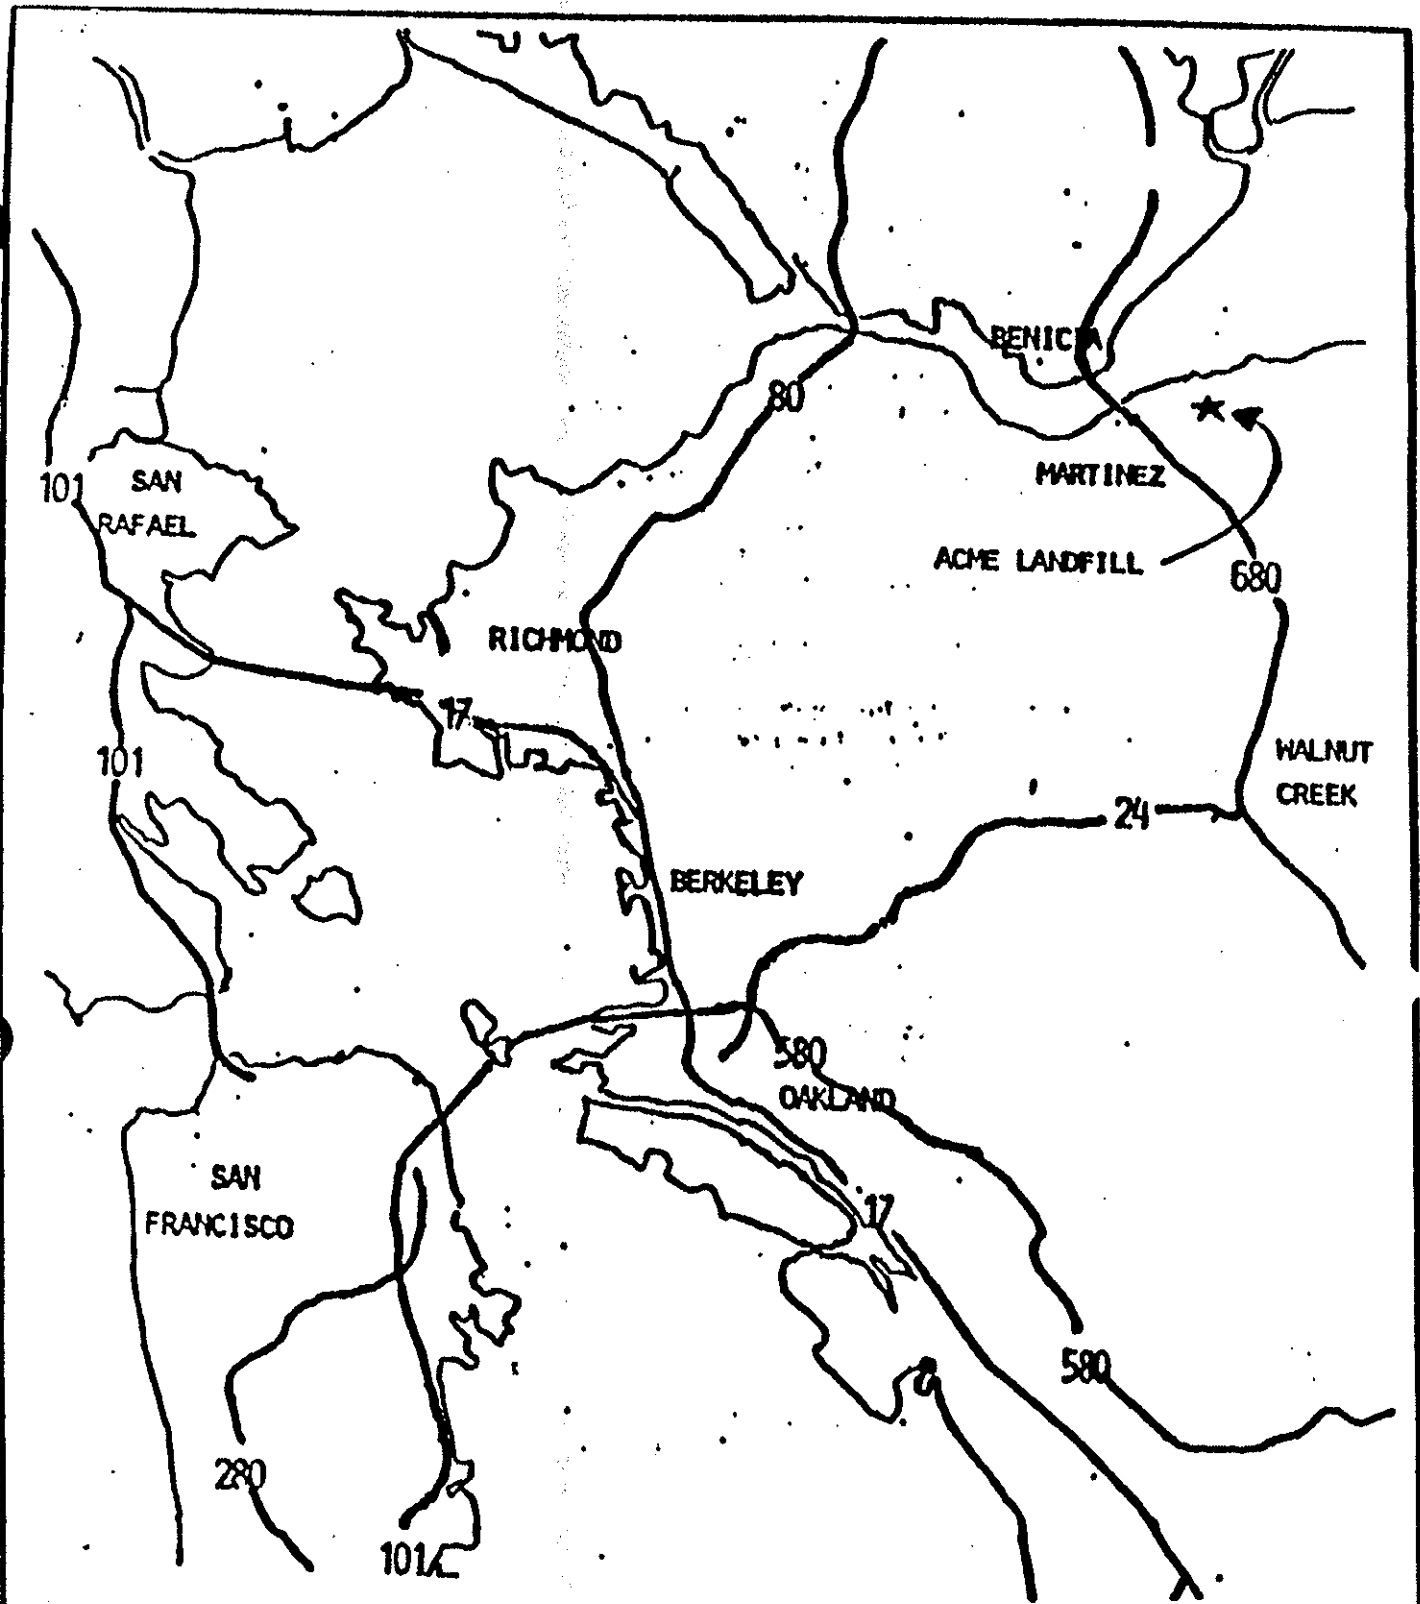 BENICIA
80
101
SAN
RAFAEL
MARTINEZ
ACME LANDFILL
680
RICHMOND
17
101
WALNUT
CREEK
24
BERKELEY
580
OAKLAND
SAN
FRANCISCO
17
580
280
101